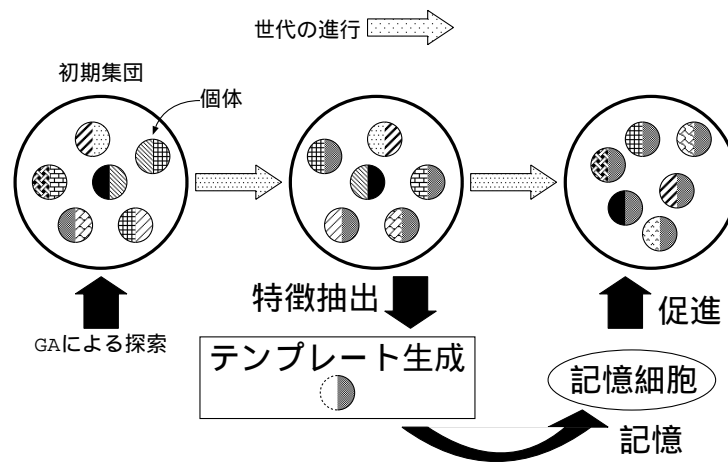 世代の進行
初期集団
個体
特徴抽出
促進
GAによる探索
テンプレート生成
記憶細胞
記憶